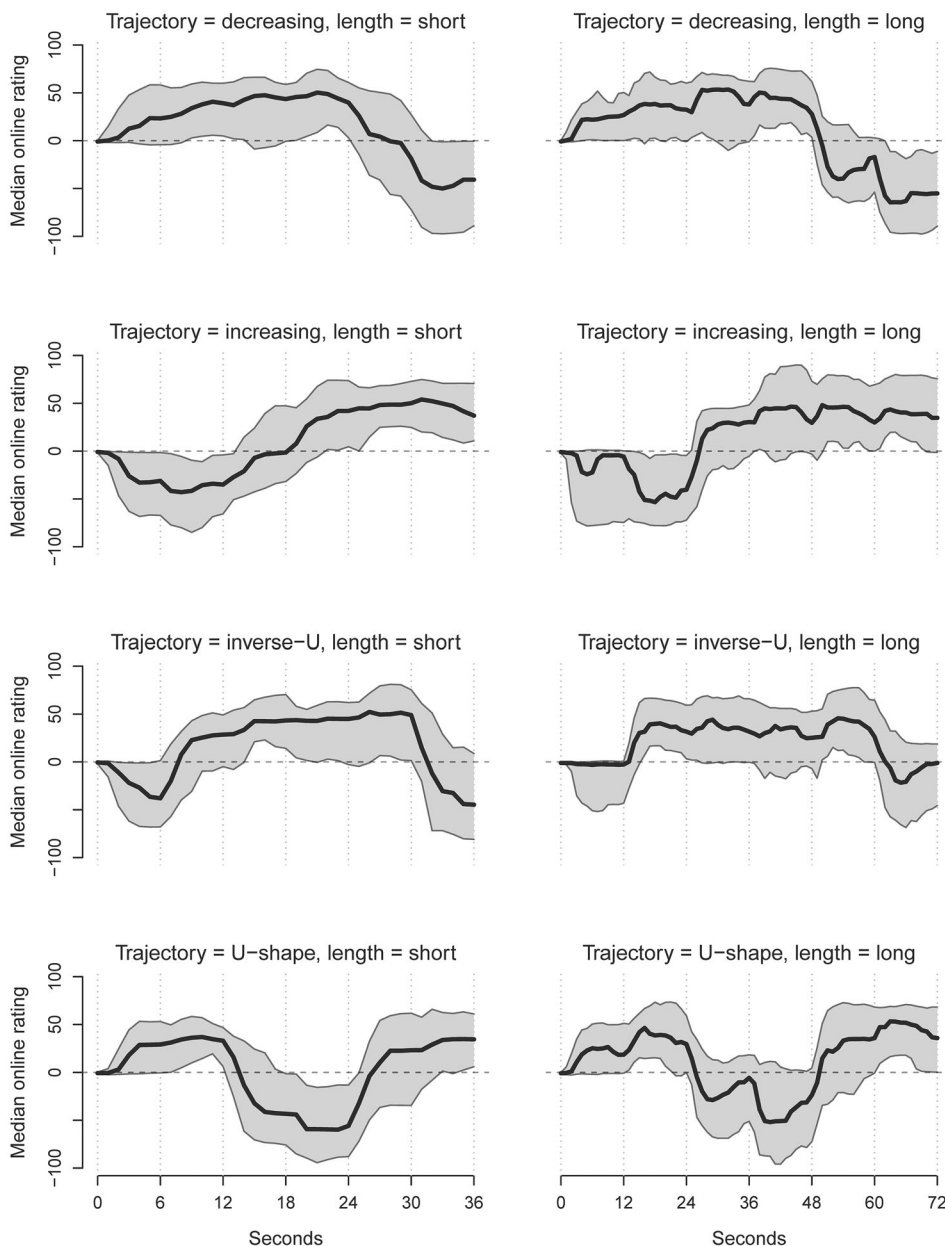 Trajectory = decreasing, length = short
Trajectory = decreasing, length = long
Median online rating
100
50
0
−100
Trajectory = increasing, length = short
Trajectory = increasing, length = long
Median online rating
100
50
0
−100
Trajectory = inverse−U, length = short
Trajectory = inverse−U, length = long
Median online rating
100
50
0
−100
Trajectory = U−shape, length = short
Trajectory = U−shape, length = long
Median online rating
100
50
0
−100
0 6 12 18 24 30 36
0 12 24 36 48 60 72
Seconds
Seconds